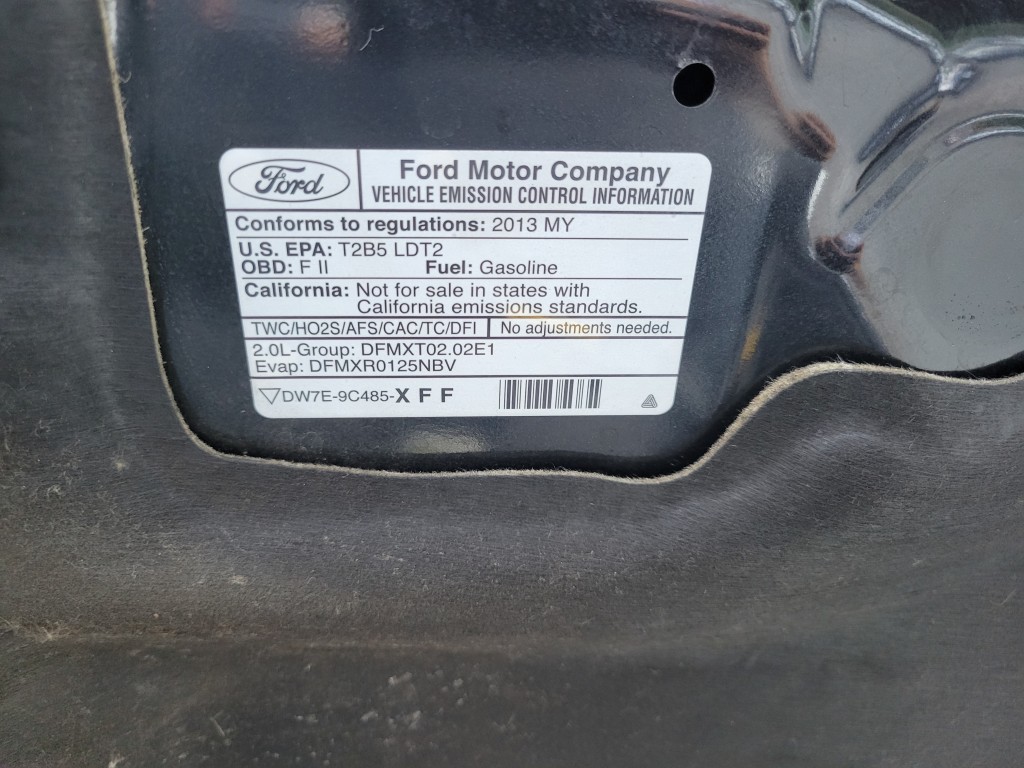 Ford
Ford Motor Company
VEHICLE EMISSION CONTROL INFORMATION
Conforms to regulations: 2013 MY
U.S. EPA: T2B5 LDT2
OBD: F II Fuel: Gasoline
California: Not for sale in states with
California emissions standards.
TWC/HO2S/AFS/CAC/TC/DFI No adjustments needed.
2.0L-Group: DFMXT02.02E1
Evap: DFMXR0125NBV
DW7E-9C485-X F F